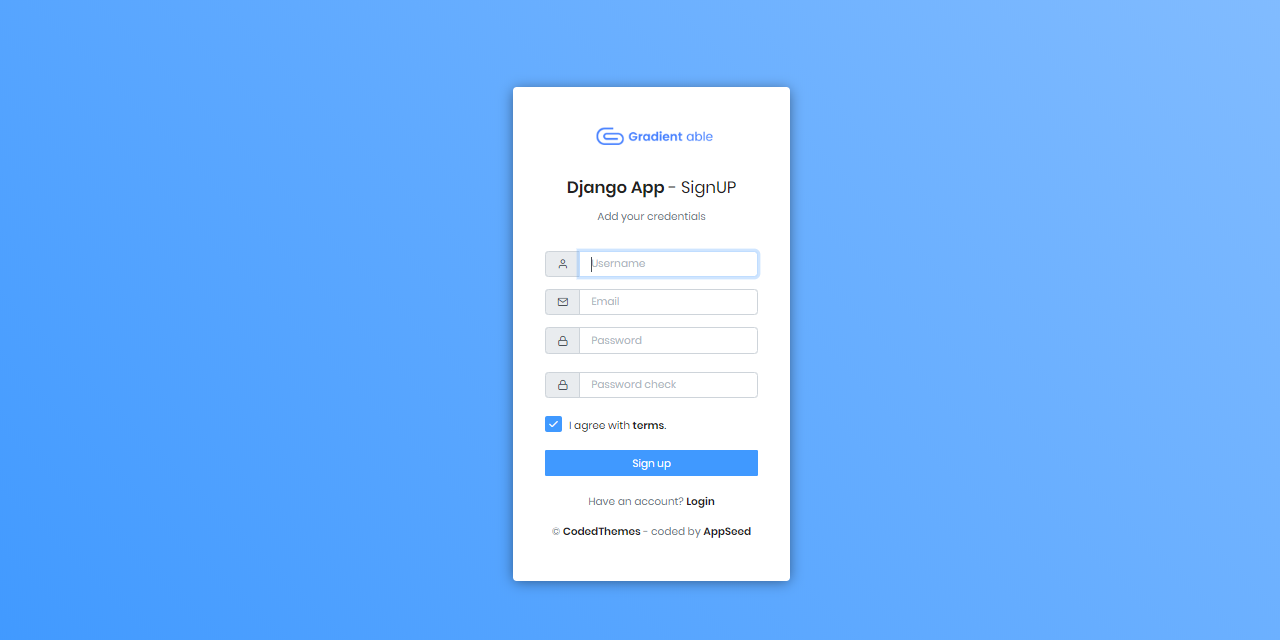 Gradient able
Django App - SignUP
Add your credentials
Username
Email
Password
Password check
I agree with terms.
Sign up
Have an account? Login
© CodedThemes - coded by AppSeed